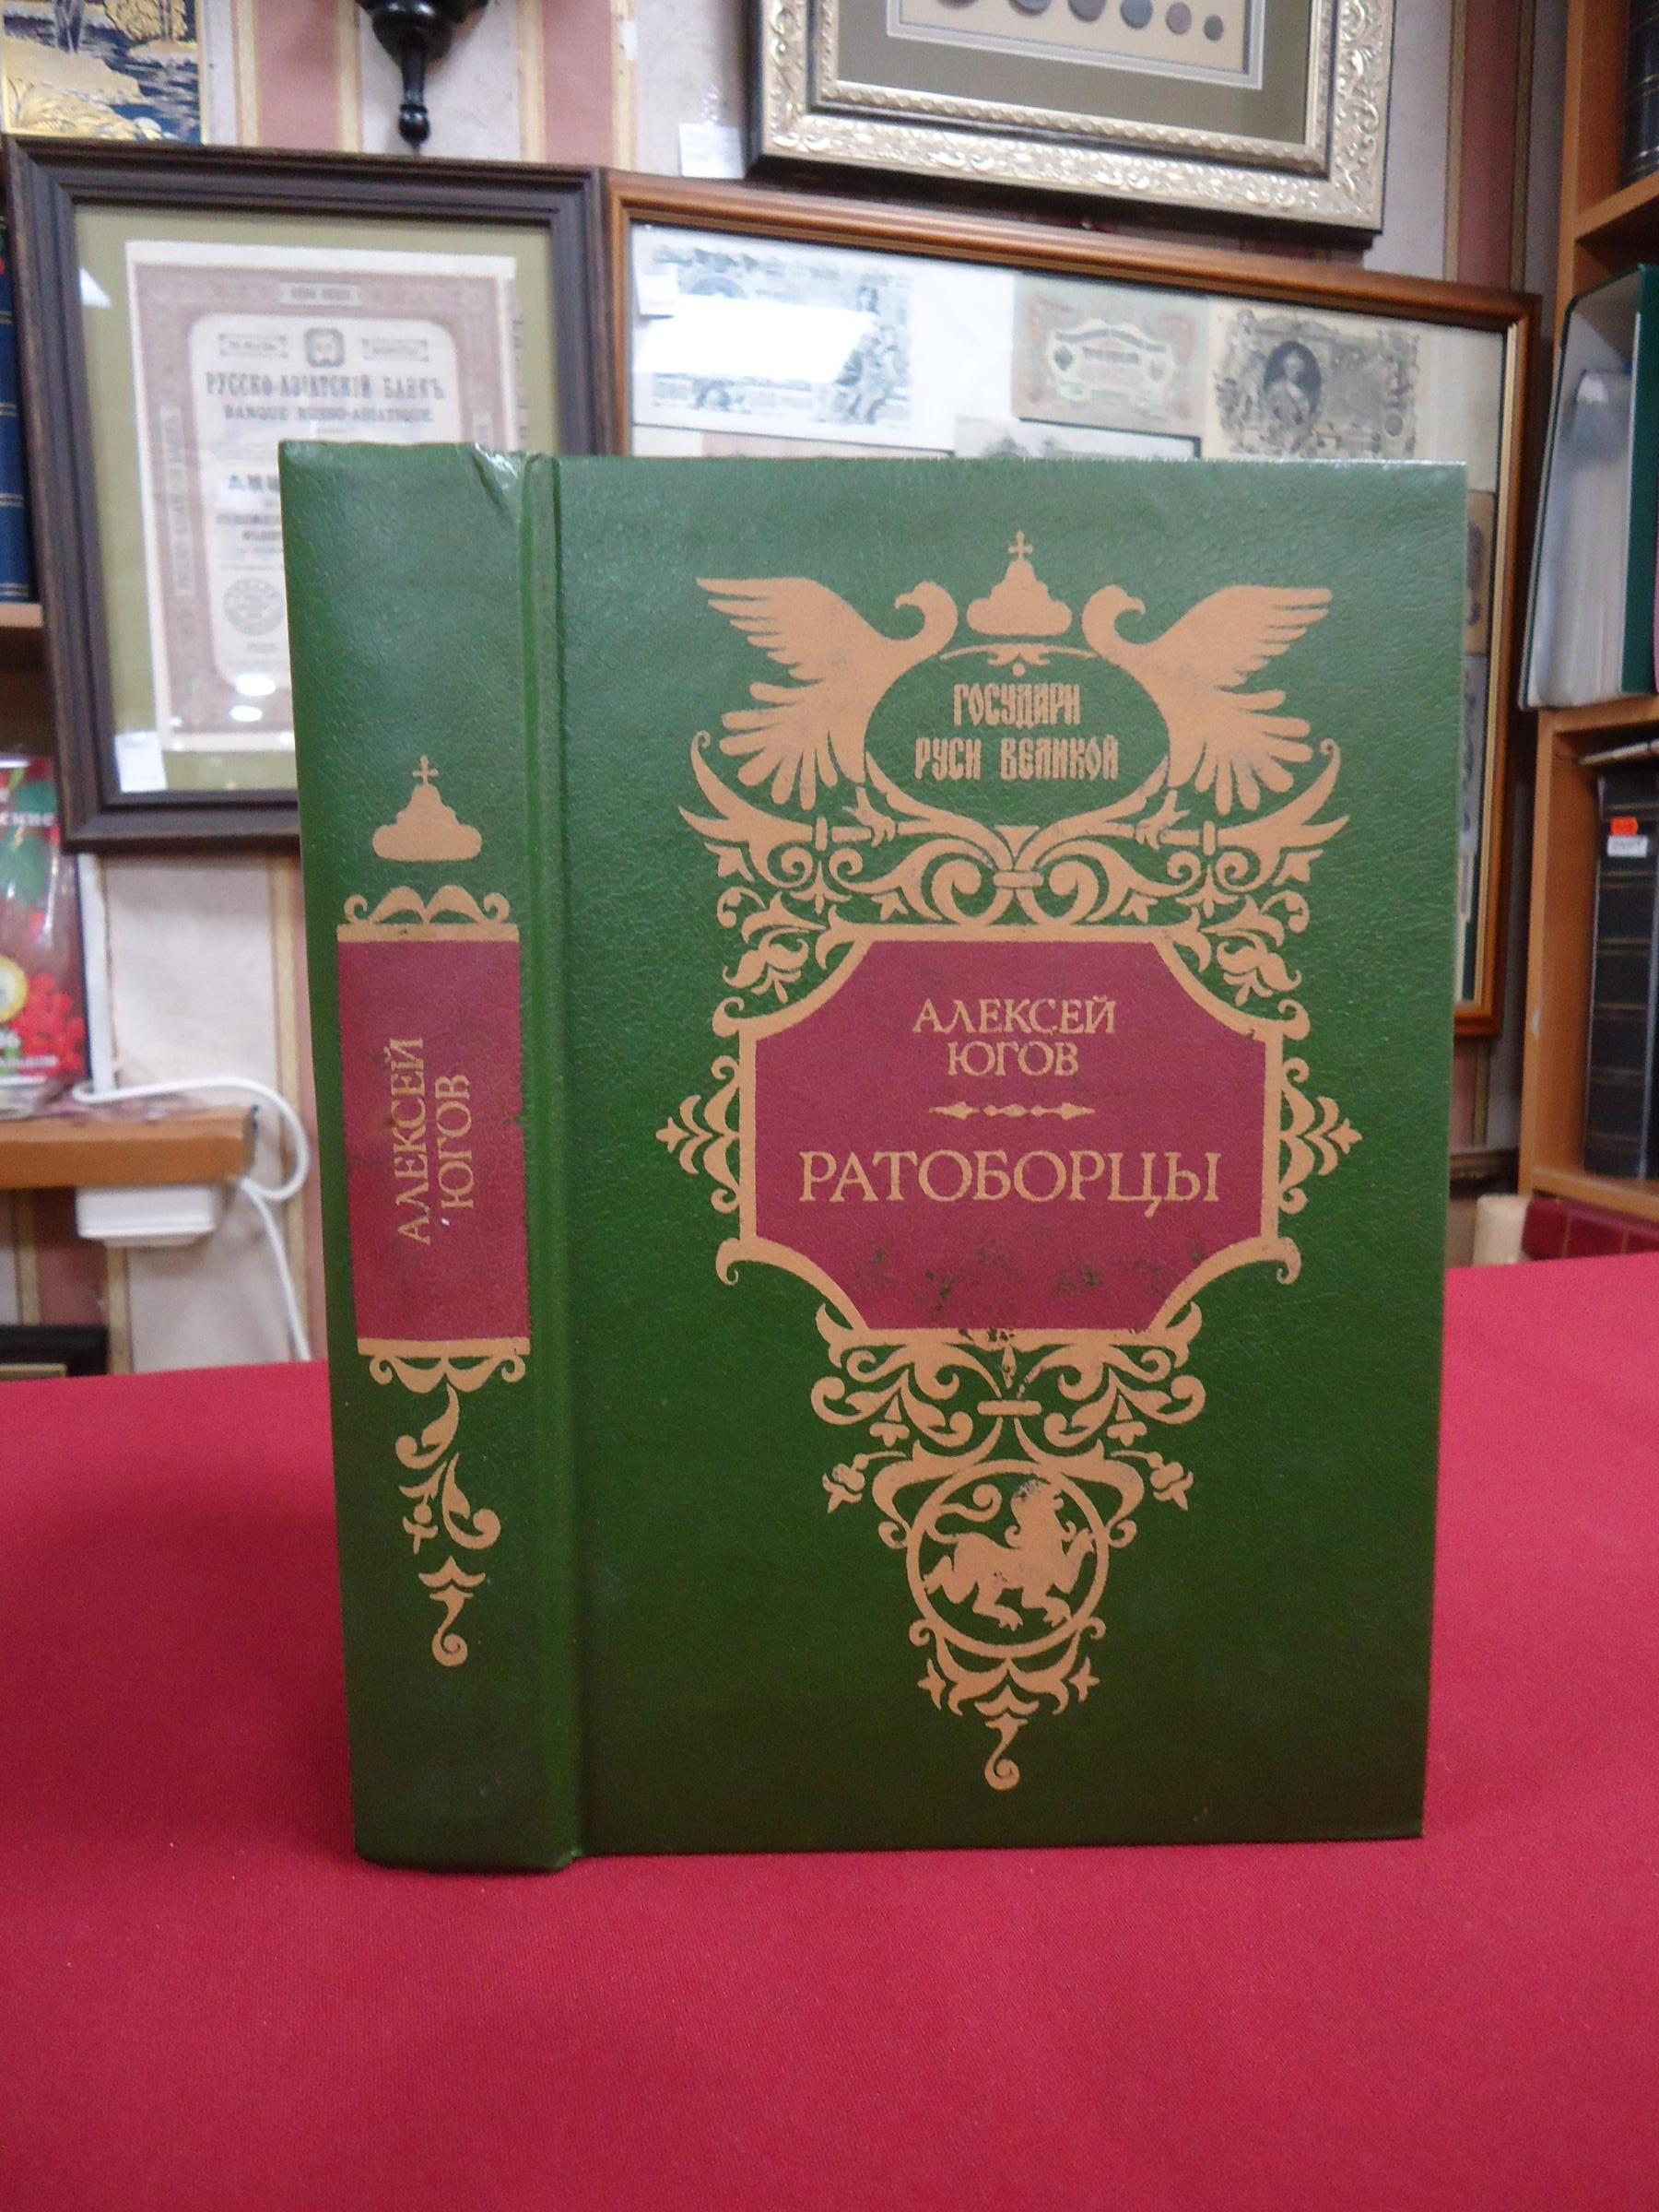 РУССКО-АЗІАТСКІЙ БАНКЪ.
BANQUE RUSSO-ASIATIQUE.
ГОСУДАРИ
РУСИ ВЕЛИКОЙ
АЛЕКСЕЙ
ЮГОВ
РАТОБОРЦЫ
АЛЕКСЕЙ
ЮГОВ